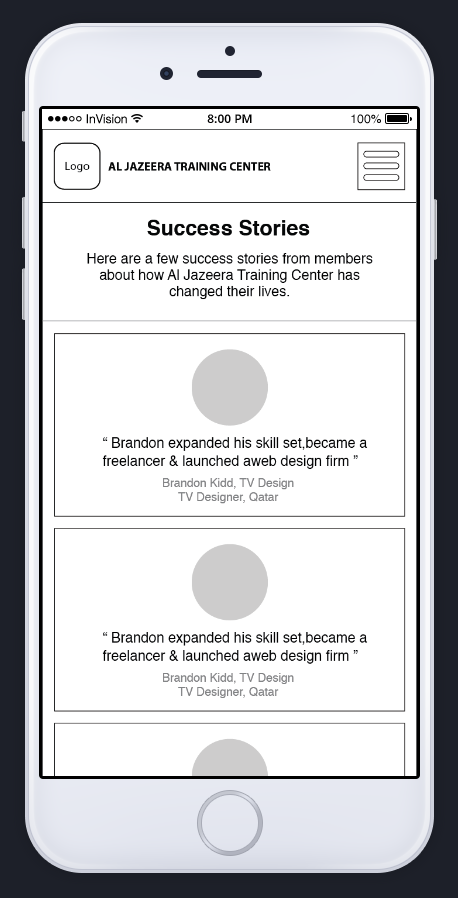 InVision 8:00 PM 100%
Logo AL JAZEERA TRAINING CENTER
Success Stories
Here are a few success stories from members
about how Al Jazeera Training Center has
changed their lives.
“ Brandon expanded his skill set,became a
freelancer & launched aweb design firm ”
Brandon Kidd, TV Design
TV Designer, Qatar
“ Brandon expanded his skill set,became a
freelancer & launched aweb design firm ”
Brandon Kidd, TV Design
TV Designer, Qatar